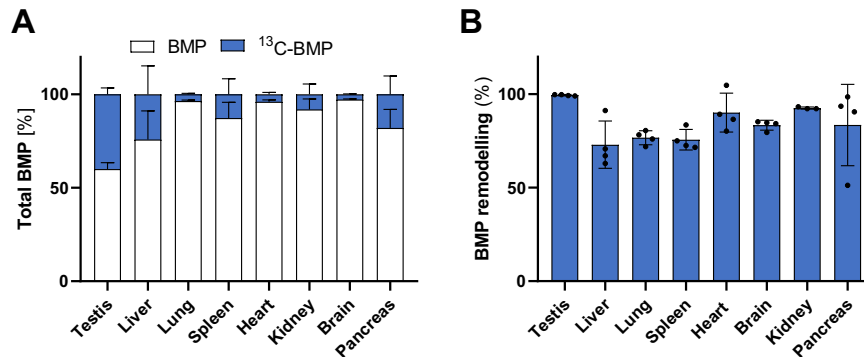 A
BMP
¹³C-BMP
Total BMP [%]
100
50
0
Testis
Liver
Lung
Spleen
Heart
Kidney
Brain
Pancreas
B
BMP remodelling (%)
100
50
0
Testis
Liver
Lung
Spleen
Heart
Brain
Kidney
Pancreas